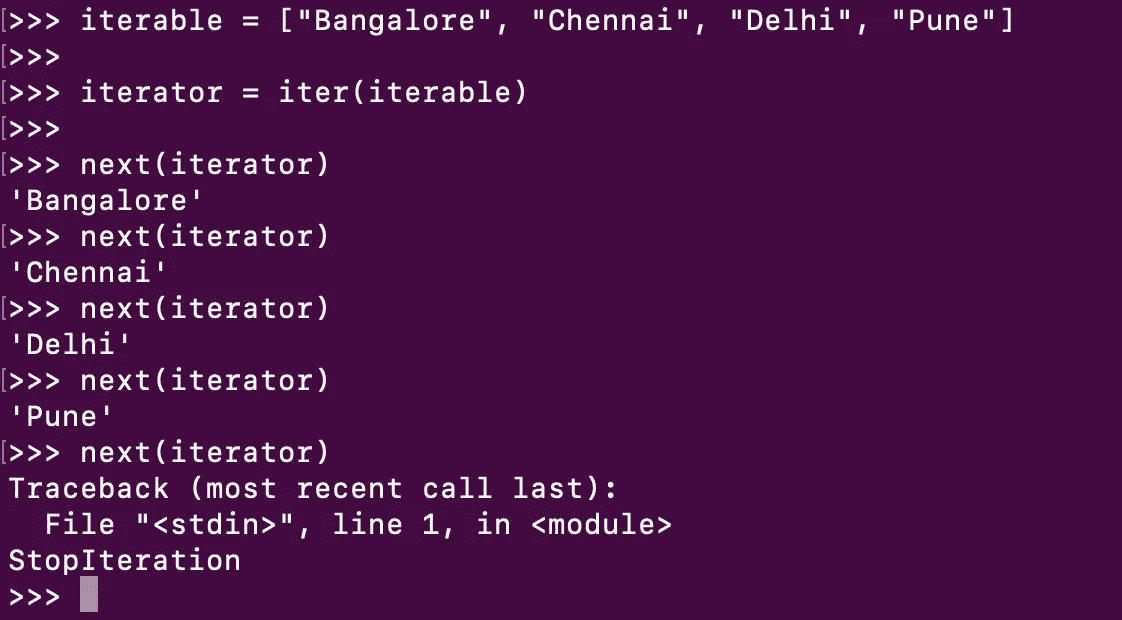 [>>> iterable = ["Bangalore", "Chennai", "Delhi", "Pune"]
[>>>
[>>> iterator = iter(iterable)
[>>>
[>>> next(iterator)
'Bangalore'
[>>> next(iterator)
'Chennai'
[>>> next(iterator)
'Delhi'
[>>> next(iterator)
'Pune'
[>>> next(iterator)
Traceback (most recent call last):
  File "<stdin>", line 1, in <module>
StopIteration
>>>